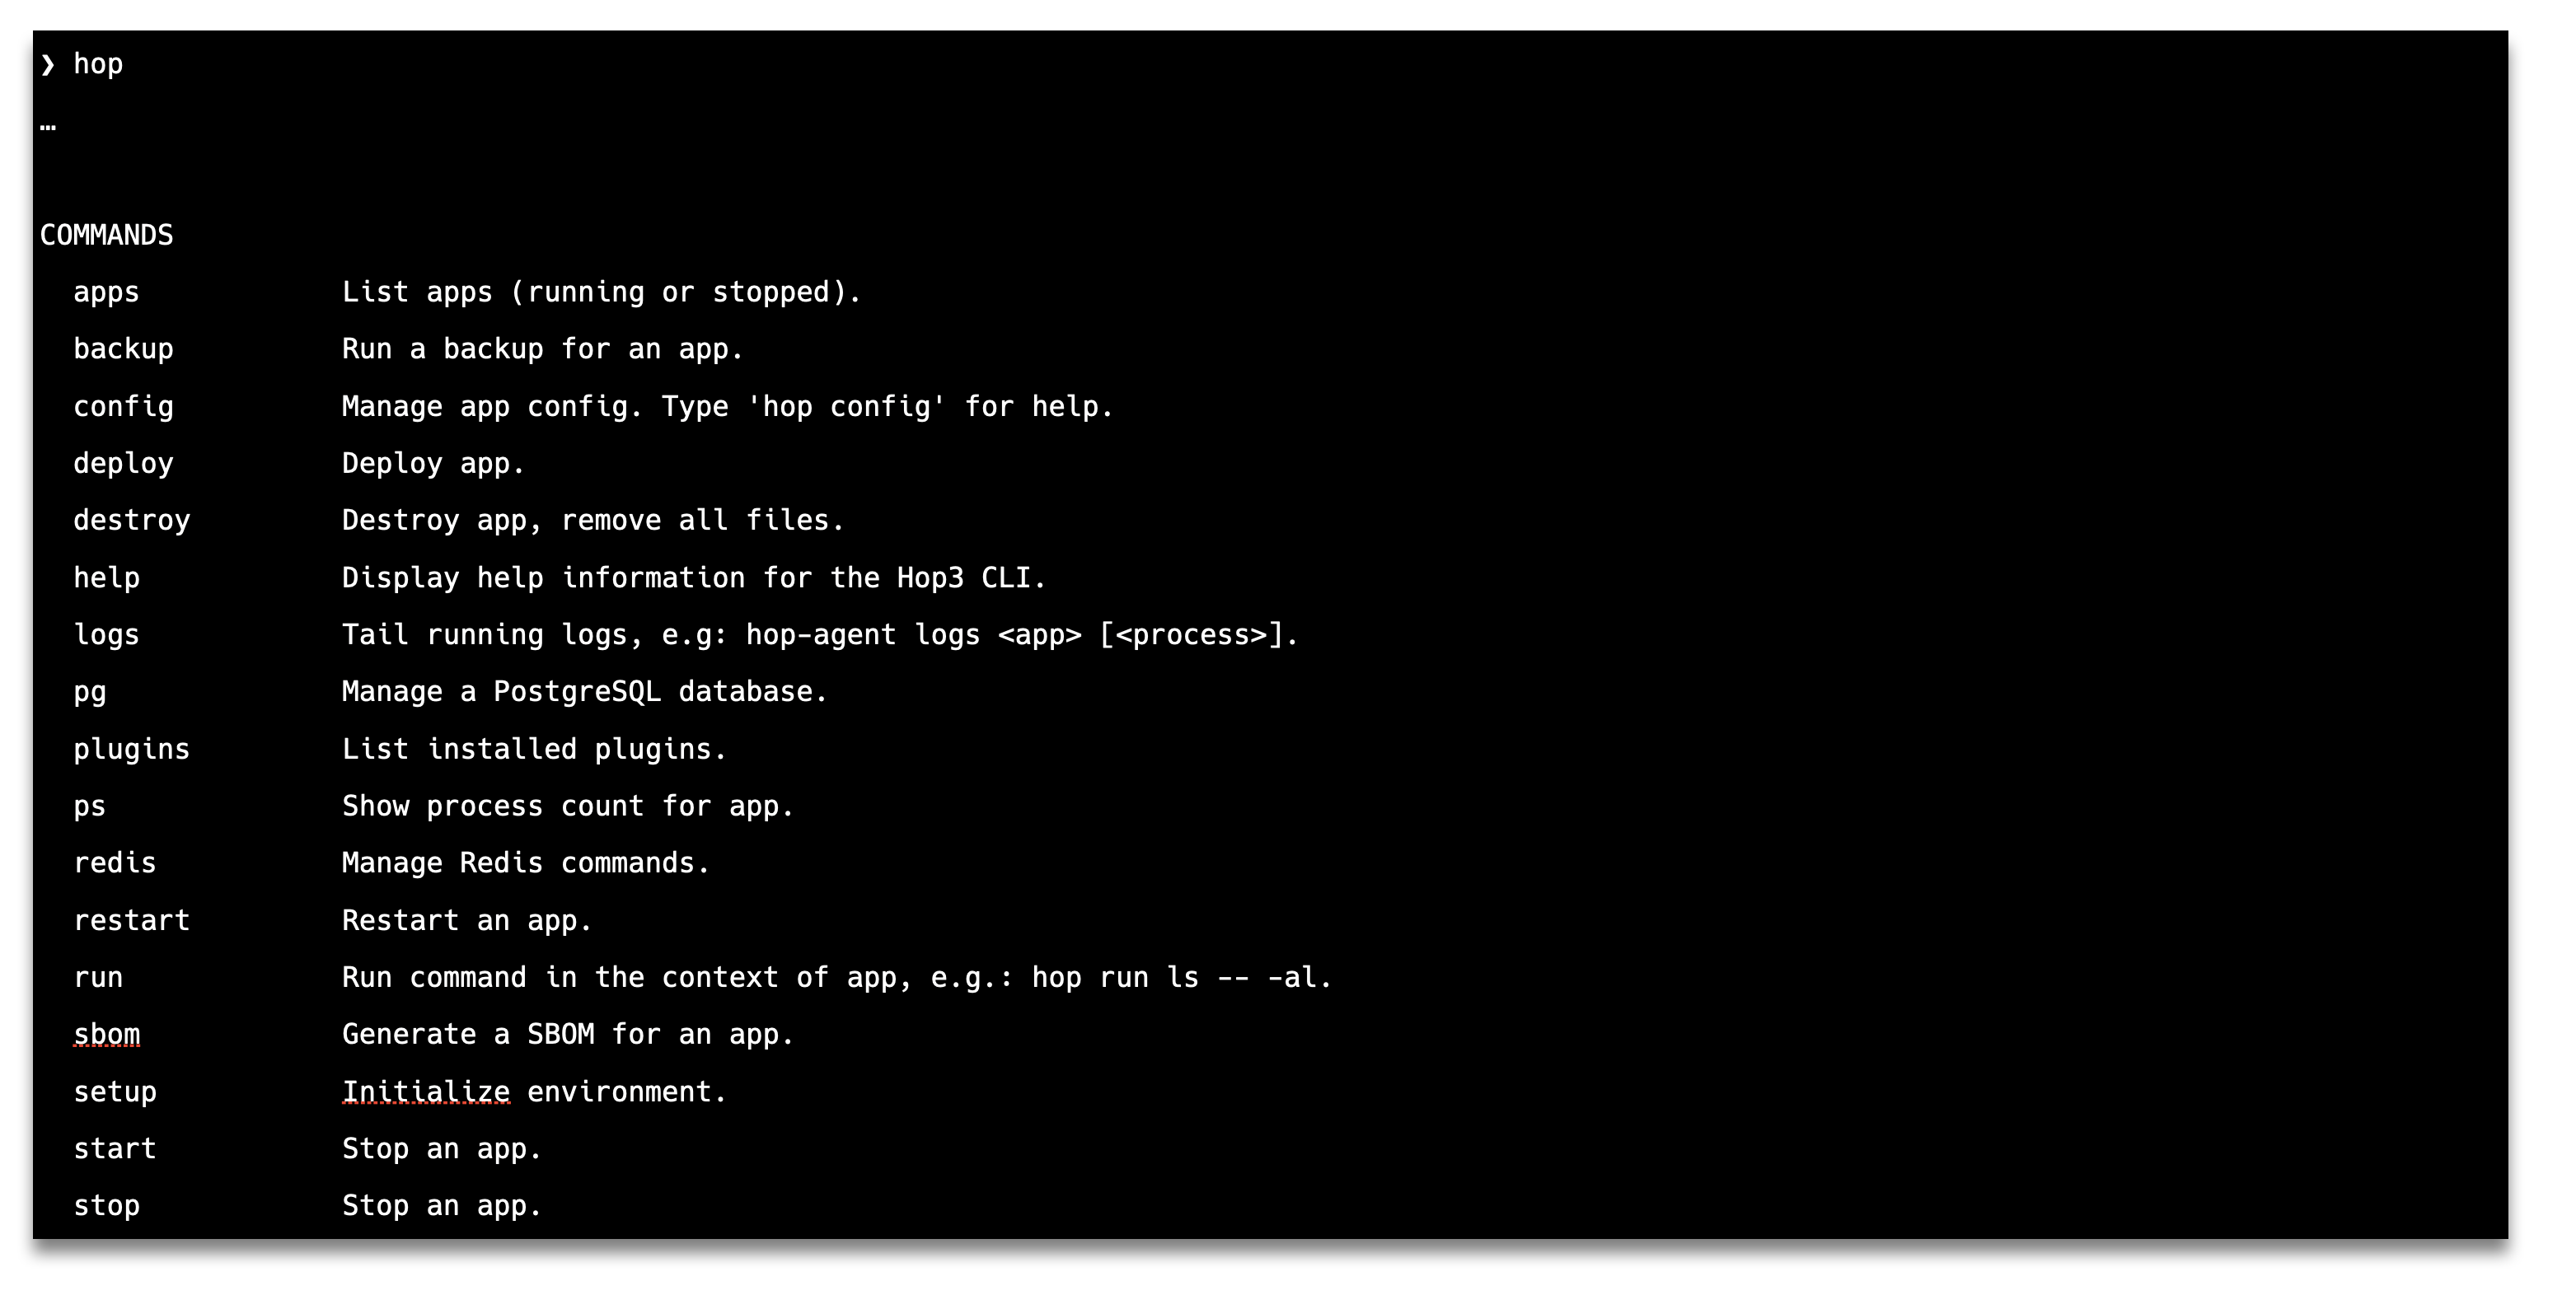 ❯ hop
…
COMMANDS
apps List apps (running or stopped).
backup Run a backup for an app.
config Manage app config. Type 'hop config' for help.
deploy Deploy app.
destroy Destroy app, remove all files.
help Display help information for the Hop3 CLI.
logs Tail running logs, e.g: hop-agent logs <app> [<process>].
pg Manage a PostgreSQL database.
plugins List installed plugins.
ps Show process count for app.
redis Manage Redis commands.
restart Restart an app.
run Run command in the context of app, e.g.: hop run ls -- -al.
sbom Generate a SBOM for an app.
setup Initialize environment.
start Stop an app.
stop Stop an app.